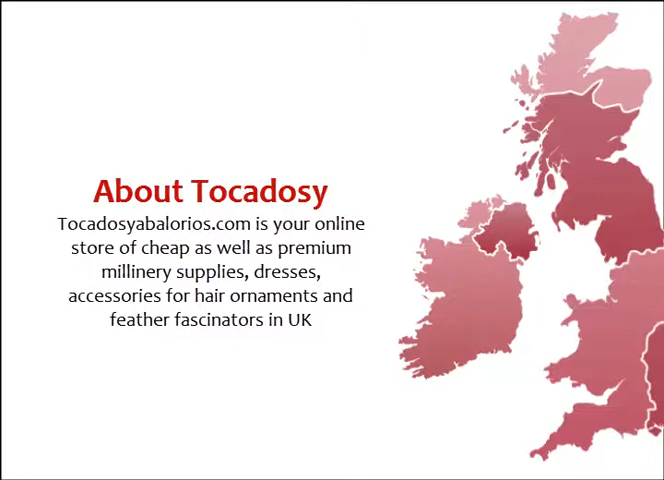 About Tocadosy
Tocadosyabalorios.com is your online
store of cheap as well as premium
millinery supplies, dresses,
accessories for hair ornaments and
feather fascinators in UK